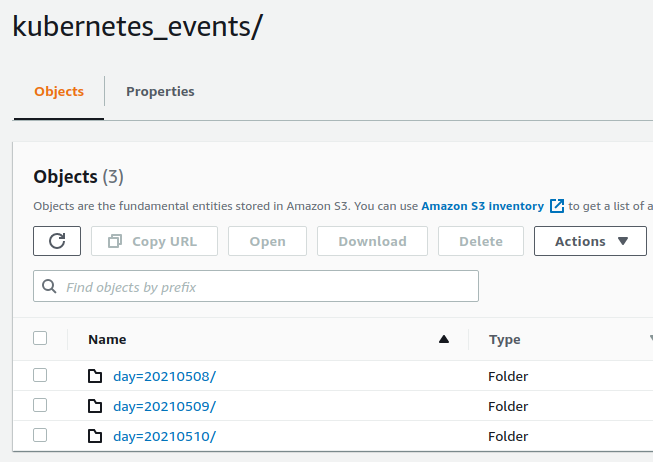 kubernetes_events/
Objects Properties
Objects (3)
Objects are the fundamental entities stored in Amazon S3. You can use Amazon S3 inventory to get a list of a
Copy URL Open Download Delete Actions
Find objects by prefix
Name Type
day=20210508/ Folder
day=20210509/ Folder
day=20210510/ Folder